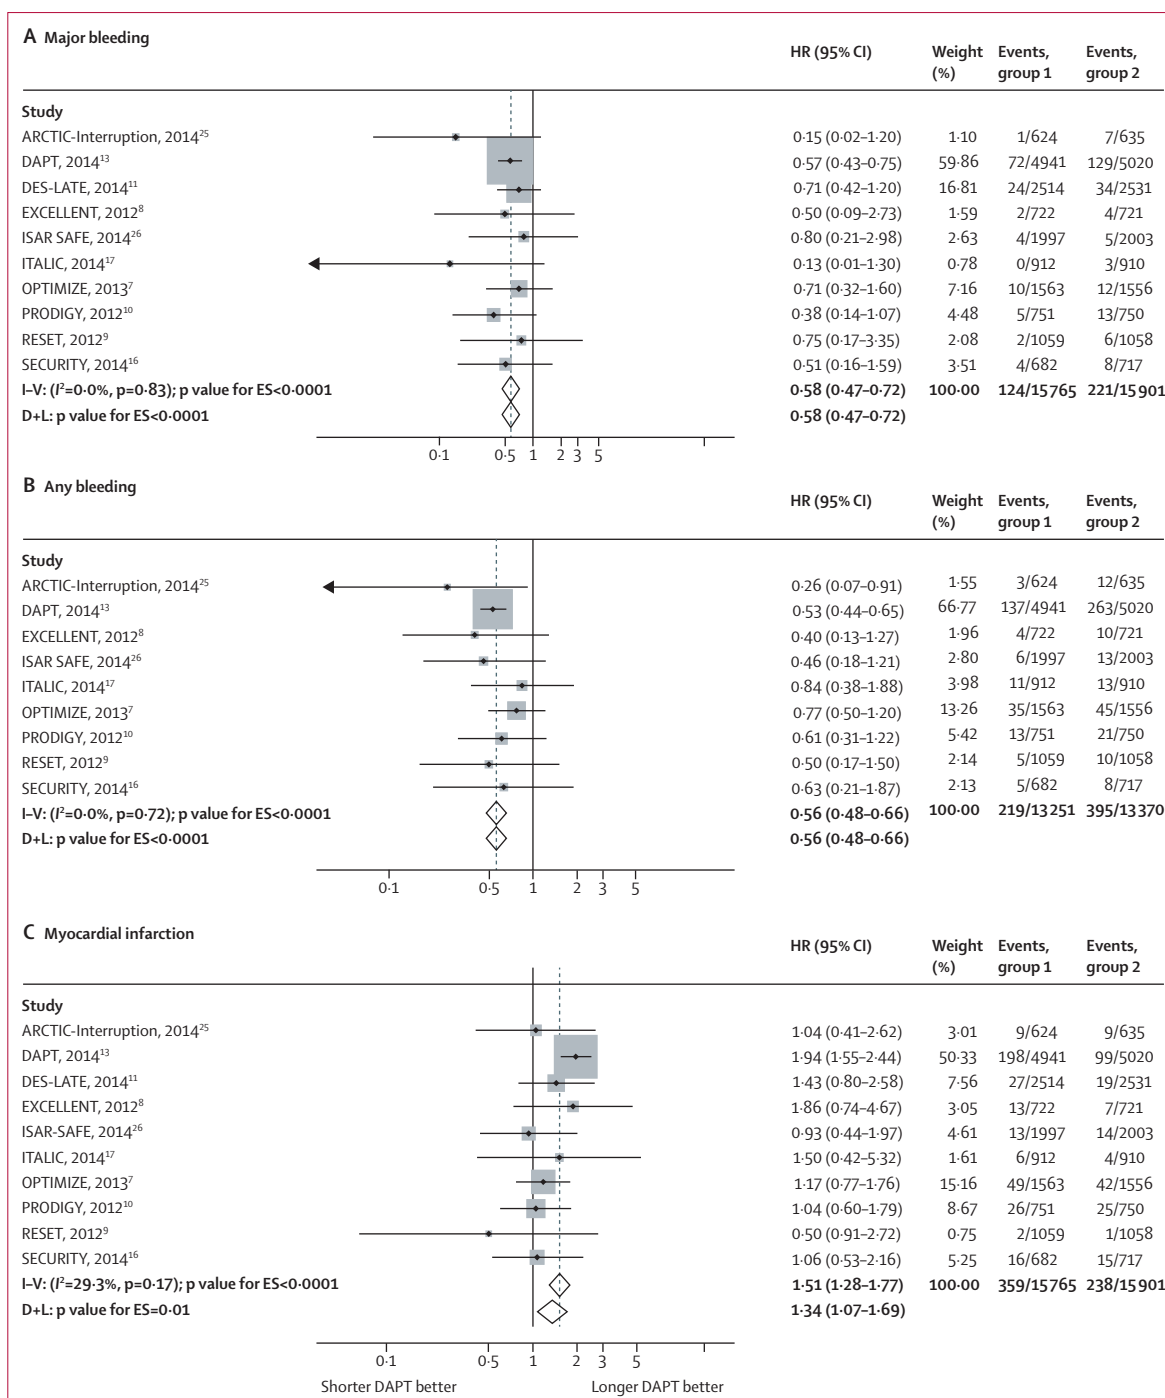 A Major bleeding
HR (95% CI) Weight (%) Events, group 1 Events, group 2
Study
ARCTIC-Interruption, 2014²⁵ 0·15 (0·02–1·20) 1·10 1/624 7/635
DAPT, 2014¹³ 0·57 (0·43–0·75) 59·86 72/4941 129/5020
DES-LATE, 2014¹¹ 0·71 (0·42–1·20) 16·81 24/2514 34/2531
EXCELLENT, 2012⁸ 0·50 (0·09–2·73) 1·59 2/722 4/721
ISAR SAFE, 2014²⁶ 0·80 (0·21–2·98) 2·63 4/1997 5/2003
ITALIC, 2014¹⁷ 0·13 (0·01–1·30) 0·78 0/912 3/910
OPTIMIZE, 2013⁷ 0·71 (0·32–1·60) 7·16 10/1563 12/1556
PRODIGY, 2012¹⁰ 0·38 (0·14–1·07) 4·48 5/751 13/750
RESET, 2012⁹ 0·75 (0·17–3·35) 2·08 2/1059 6/1058
SECURITY, 2014¹⁶ 0·51 (0·16–1·59) 3·51 4/682 8/717
I–V: (I²=0·0%, p=0·83); p value for ES<0·0001 0·58 (0·47–0·72) 100·00 124/15765 221/15901
D+L: p value for ES<0·0001 0·58 (0·47–0·72)
0·1 0·5 1 2 3 5
B Any bleeding
HR (95% CI) Weight (%) Events, group 1 Events, group 2
Study
ARCTIC-Interruption, 2014²⁵ 0·26 (0·07–0·91) 1·55 3/624 12/635
DAPT, 2014¹³ 0·53 (0·44–0·65) 66·77 137/4941 263/5020
EXCELLENT, 2012⁸ 0·40 (0·13–1·27) 1·96 4/722 10/721
ISAR SAFE, 2014²⁶ 0·46 (0·18–1·21) 2·80 6/1997 13/2003
ITALIC, 2014¹⁷ 0·84 (0·38–1·88) 3·98 11/912 13/910
OPTIMIZE, 2013⁷ 0·77 (0·50–1·20) 13·26 35/1563 45/1556
PRODIGY, 2012¹⁰ 0·61 (0·31–1·22) 5·42 13/751 21/750
RESET, 2012⁹ 0·50 (0·17–1·50) 2·14 5/1059 10/1058
SECURITY, 2014¹⁶ 0·63 (0·21–1·87) 2·13 5/682 8/717
I–V: (I²=0·0%, p=0·72); p value for ES<0·0001 0·56 (0·48–0·66) 100·00 219/13251 395/13370
D+L: p value for ES<0·0001 0·56 (0·48–0·66)
0·1 0·5 1 2 3 5
C Myocardial infarction
HR (95% CI) Weight (%) Events, group 1 Events, group 2
Study
ARCTIC-Interruption, 2014²⁵ 1·04 (0·41–2·62) 3·01 9/624 9/635
DAPT, 2014¹³ 1·94 (1·55–2·44) 50·33 198/4941 99/5020
DES-LATE, 2014¹¹ 1·43 (0·80–2·58) 7·56 27/2514 19/2531
EXCELLENT, 2012⁸ 1·86 (0·74–4·67) 3·05 13/722 7/721
ISAR-SAFE, 2014²⁶ 0·93 (0·44–1·97) 4·61 13/1997 14/2003
ITALIC, 2014¹⁷ 1·50 (0·42–5·32) 1·61 6/912 4/910
OPTIMIZE, 2013⁷ 1·17 (0·77–1·76) 15·16 49/1563 42/1556
PRODIGY, 2012¹⁰ 1·04 (0·60–1·79) 8·67 26/751 25/750
RESET, 2012⁹ 0·50 (0·91–2·72) 0·75 2/1059 1/1058
SECURITY, 2014¹⁶ 1·06 (0·53–2·16) 5·25 16/682 15/717
I–V: (I²=29·3%, p=0·17); p value for ES<0·0001 1·51 (1·28–1·77) 100·00 359/15765 238/15901
D+L: p value for ES=0·01 1·34 (1·07–1·69)
0·1 0·5 1 2 3 5
Shorter DAPT better Longer DAPT better